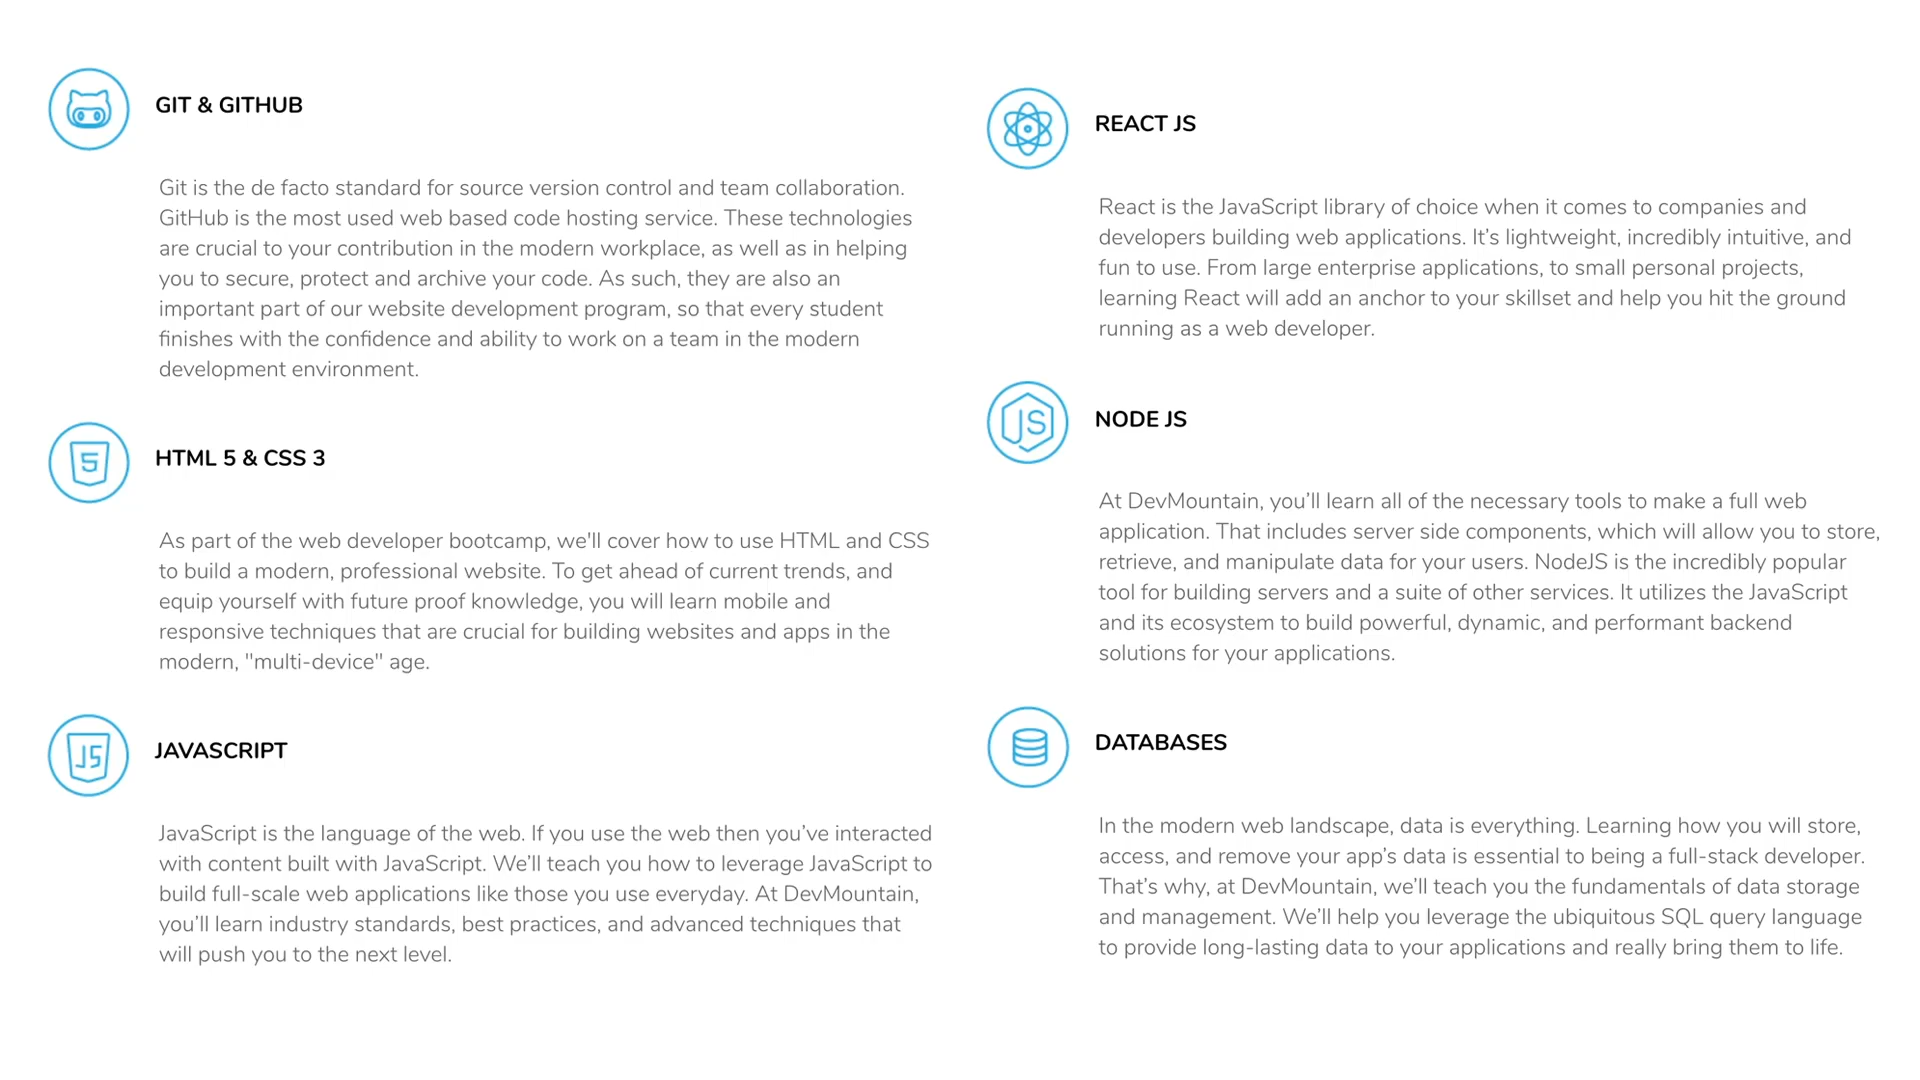 GIT & GITHUB
Git is the de facto standard for source version control and team collaboration.
GitHub is the most used web based code hosting service. These technologies
are crucial to your contribution in the modern workplace, as well as in helping
you to secure, protect and archive your code. As such, they are also an
important part of our website development program, so that every student
finishes with the confidence and ability to work on a team in the modern
development environment.
5
HTML 5 & CSS 3
As part of the web developer bootcamp, we'll cover how to use HTML and CSS
to build a modern, professional website. To get ahead of current trends, and
equip yourself with future proof knowledge, you will learn mobile and
responsive techniques that are crucial for building websites and apps in the
modern, "multi-device" age.
JS
JAVASCRIPT
JavaScript is the language of the web. If you use the web then you’ve interacted
with content built with JavaScript. We’ll teach you how to leverage JavaScript to
build full-scale web applications like those you use everyday. At DevMountain,
you’ll learn industry standards, best practices, and advanced techniques that
will push you to the next level.
REACT JS
React is the JavaScript library of choice when it comes to companies and
developers building web applications. It’s lightweight, incredibly intuitive, and
fun to use. From large enterprise applications, to small personal projects,
learning React will add an anchor to your skillset and help you hit the ground
running as a web developer.
JS
NODE JS
At DevMountain, you’ll learn all of the necessary tools to make a full web
application. That includes server side components, which will allow you to store,
retrieve, and manipulate data for your users. NodeJS is the incredibly popular
tool for building servers and a suite of other services. It utilizes the JavaScript
and its ecosystem to build powerful, dynamic, and performant backend
solutions for your applications.
DATABASES
In the modern web landscape, data is everything. Learning how you will store,
access, and remove your app’s data is essential to being a full-stack developer.
That’s why, at DevMountain, we’ll teach you the fundamentals of data storage
and management. We’ll help you leverage the ubiquitous SQL query language
to provide long-lasting data to your applications and really bring them to life.